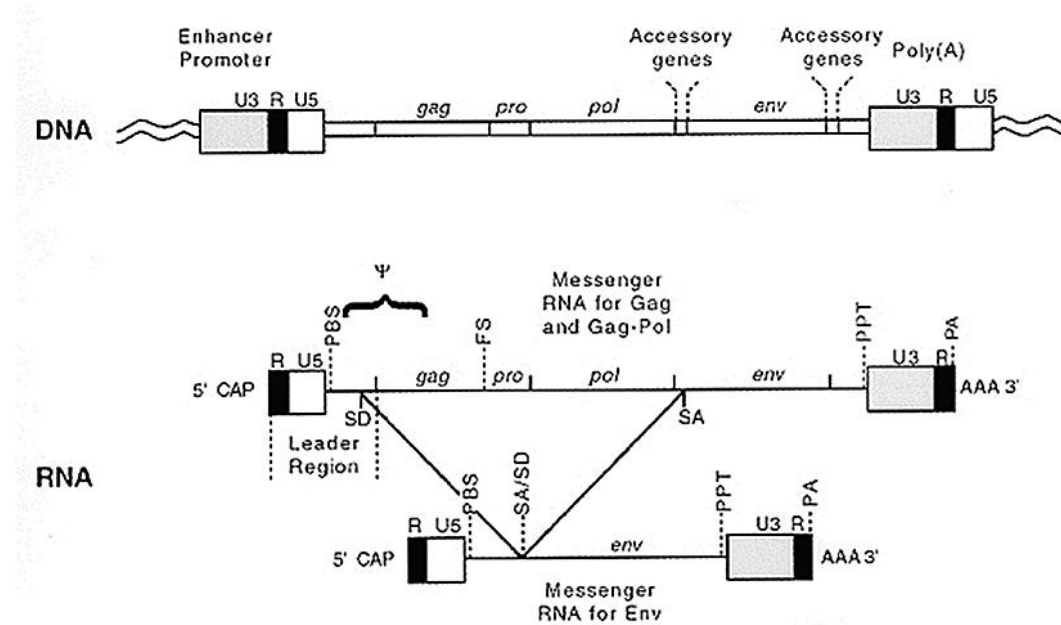 Enhancer
Promoter
Accessory
genes
Accessory
genes
Poly(A)
U3 R U5
gag
pro
pol
env
U3 R U5
DNA
Ψ
Messenger
RNA for Gag
and Gag-Pol
PBS
FS
PPT
PA
R U5
gag
pro
pol
env
U3 R
5' CAP
AAA 3'
SD
SA
Leader
Region
RNA
PBS
SA/SD
PPT
PA
R U5
env
U3 R
5' CAP
AAA 3'
Messenger
RNA for Env